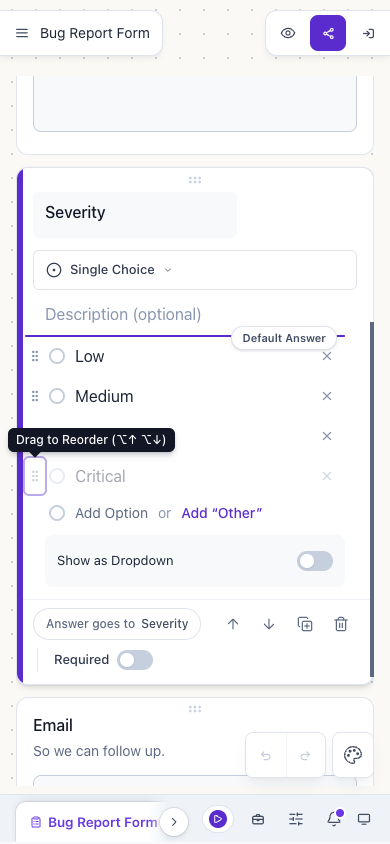 Bug Report Form
Severity
Single Choice
Description (optional)
Default Answer
Low
Medium
Drag to Reorder (⌥↑ ⌥↓)
Critical
Add Option or Add “Other”
Show as Dropdown
Answer goes to Severity
Required
Email
So we can follow up.
Bug Report Form